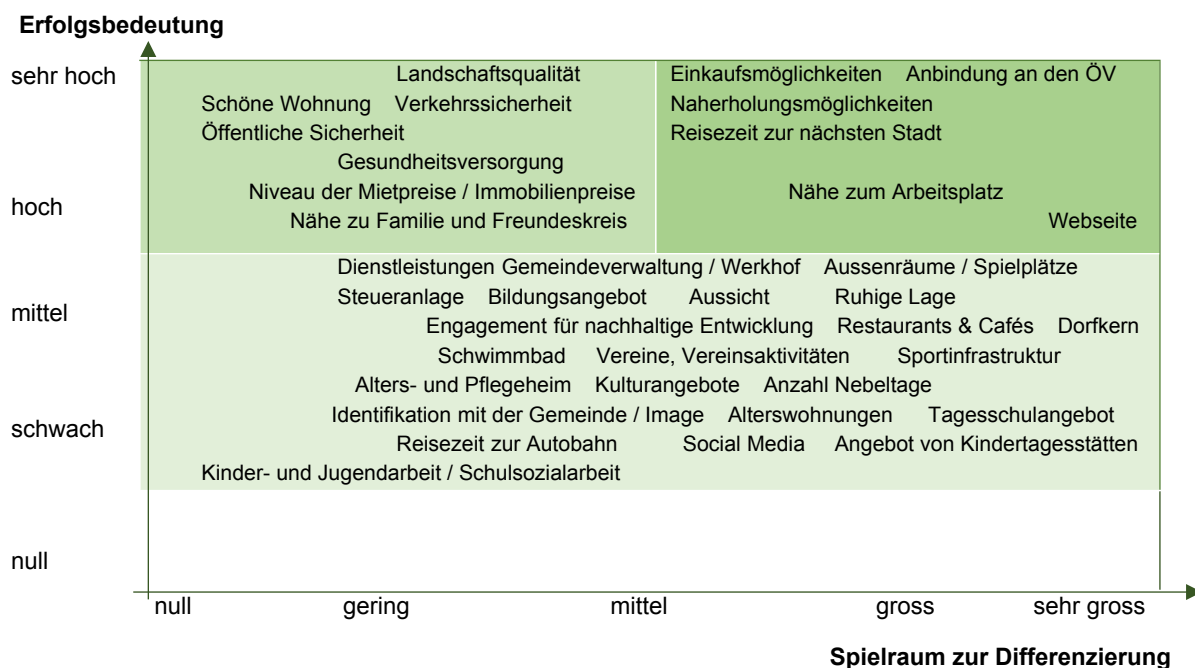 Erfolgsbedeutung
sehr hoch Landschaftsqualität Einkaufsmöglichkeiten Anbindung an den ÖV
Schöne Wohnung Verkehrssicherheit Naherholungsmöglichkeiten
Öffentliche Sicherheit Reisezeit zur nächsten Stadt
Gesundheitsversorgung
Niveau der Mietpreise / Immobilienpreise Nähe zum Arbeitsplatz
hoch
Nähe zu Familie und Freundeskreis Webseite
Dienstleistungen Gemeindeverwaltung / Werkhof Aussenräume / Spielplätze
Steueranlage Bildungsangebot Aussicht Ruhige Lage
mittel
Engagement für nachhaltige Entwicklung Restaurants & Cafés Dorfkern
Schwimmbad Vereine, Vereinsaktivitäten Sportinfrastruktur
Alters- und Pflegeheim Kulturangebote Anzahl Nebeltage
Identifikation mit der Gemeinde / Image Alterswohnungen Tagesschulangebot
schwach
Reisezeit zur Autobahn Social Media Angebot von Kindertagesstätten
Kinder- und Jugendarbeit / Schulsozialarbeit
null
null gering mittel gross sehr gross
Spielraum zur Differenzierung